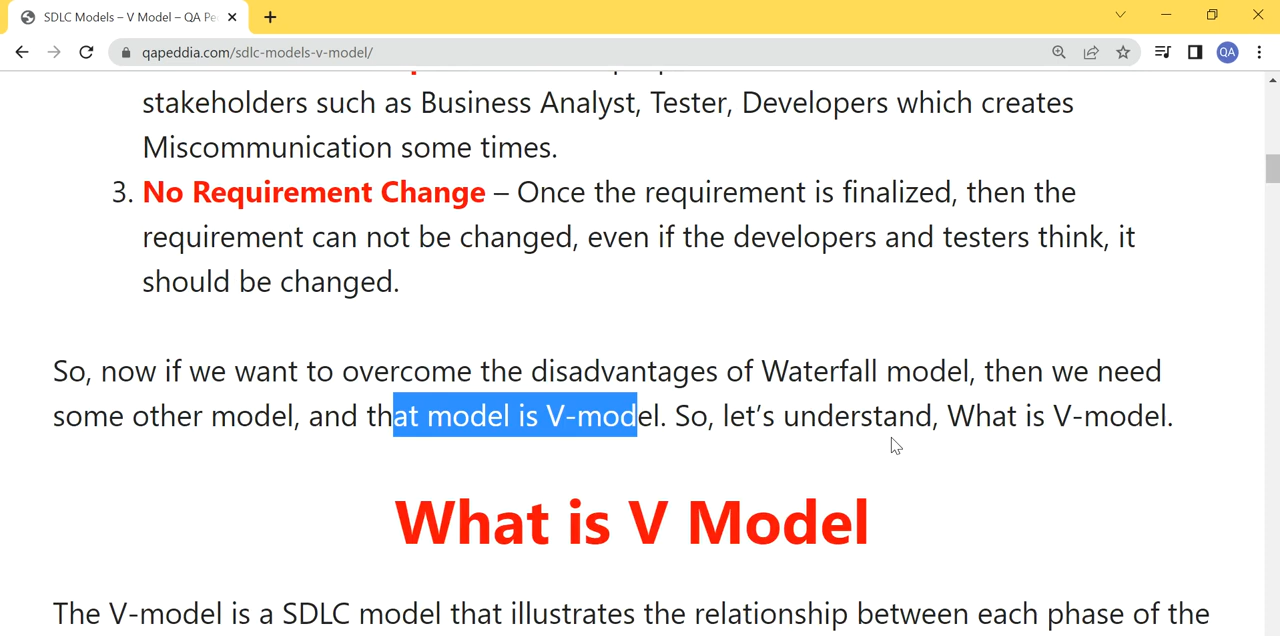 SDLC Models – V Model – QA Pe
qapeddia.com/sdlc-models-v-model/
QA
stakeholders such as Business Analyst, Tester, Developers which creates
Miscommunication some times.
3. No Requirement Change – Once the requirement is finalized, then the
requirement can not be changed, even if the developers and testers think, it
should be changed.
So, now if we want to overcome the disadvantages of Waterfall model, then we need
some other model, and that model is V-model. So, let’s understand, What is V-model.
What is V Model
The V-model is a SDLC model that illustrates the relationship between each phase of the